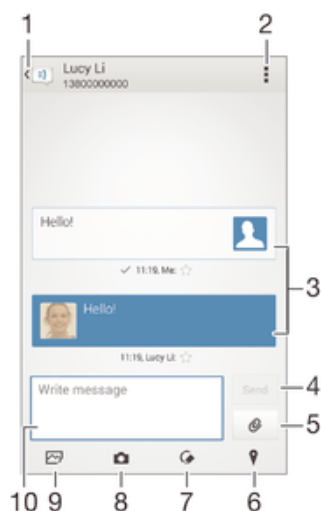 1 2
:) Lucy Li
13800000000
Hello!
11:19, Me:
3
Hello!
11:19, Lucy Li:
Write message
Send 4
5
10 9 8 7 6